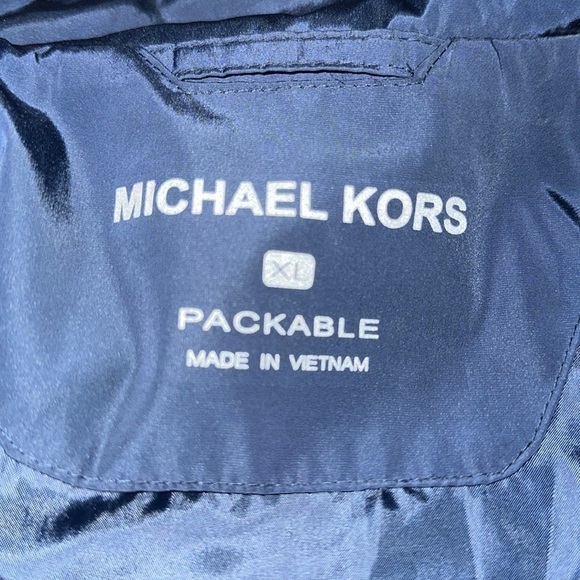 MICHAEL KORS
XL
PACKABLE
MADE IN VIETNAM